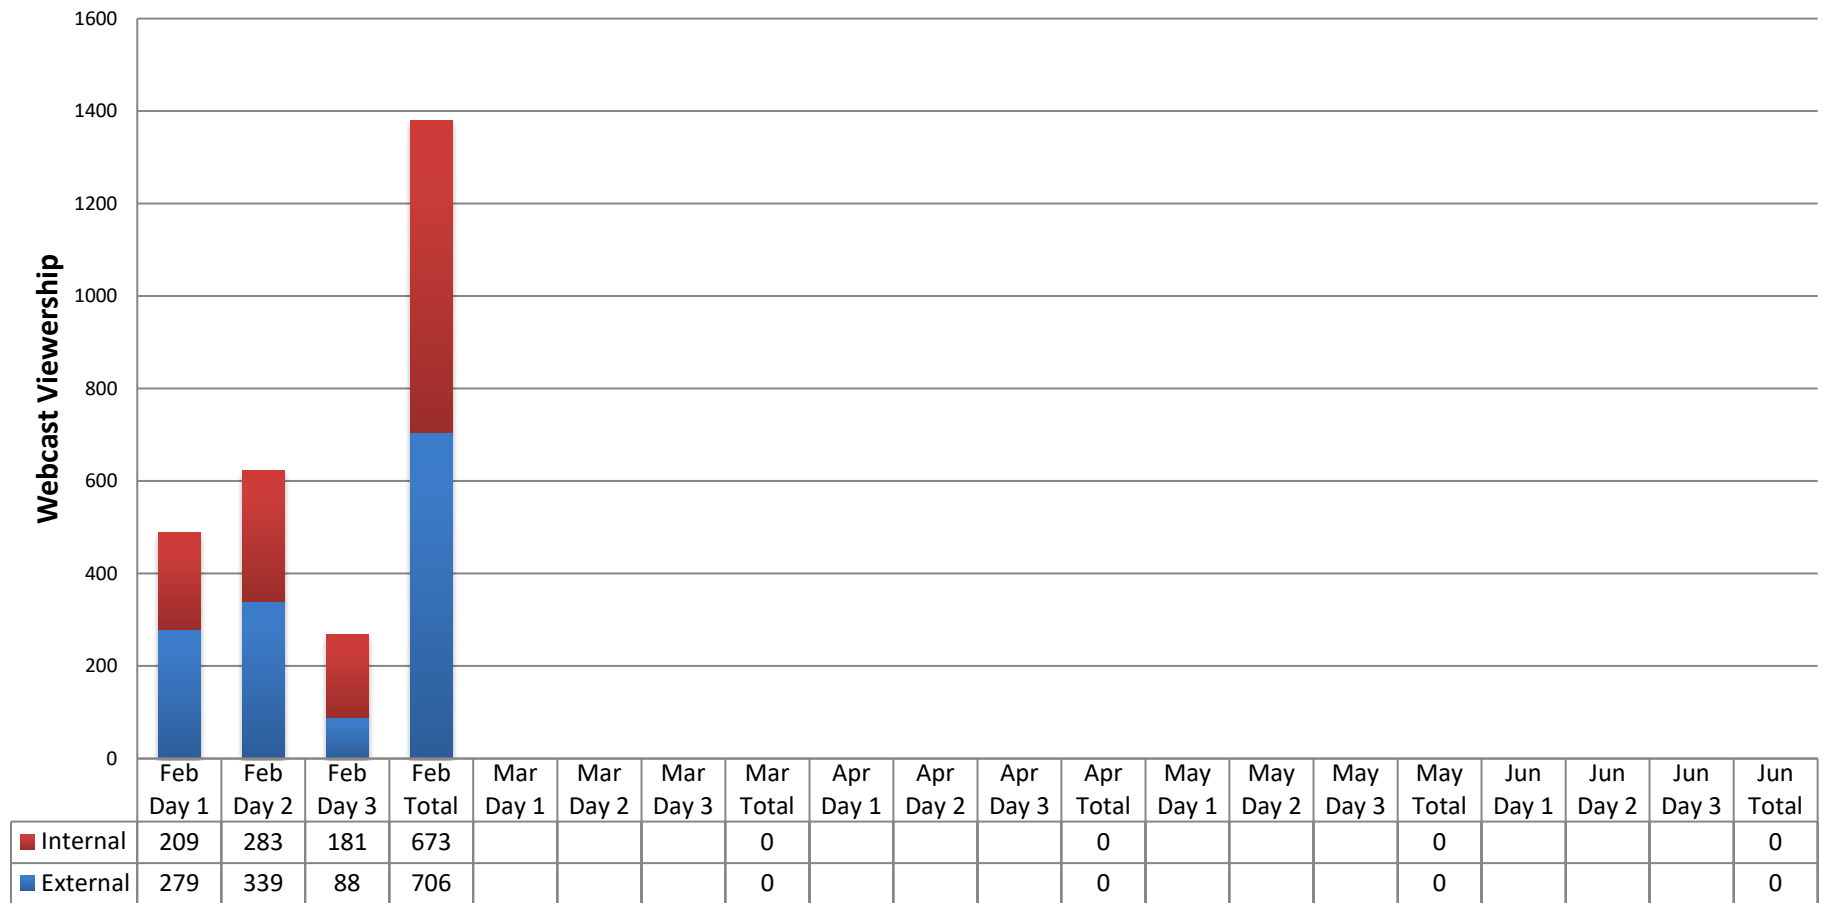 1600
1400
1200
1000
800
600
400
200
0
Webcast Viewership
Feb Feb Feb Feb Mar Mar Mar Mar Apr Apr Apr Apr May May May May Jun Jun Jun Jun
Day 1 Day 2 Day 3 Total Day 1 Day 2 Day 3 Total Day 1 Day 2 Day 3 Total Day 1 Day 2 Day 3 Total Day 1 Day 2 Day 3 Total
Internal 209 283 181 673 0 0 0 0
External 279 339 88 706 0 0 0 0